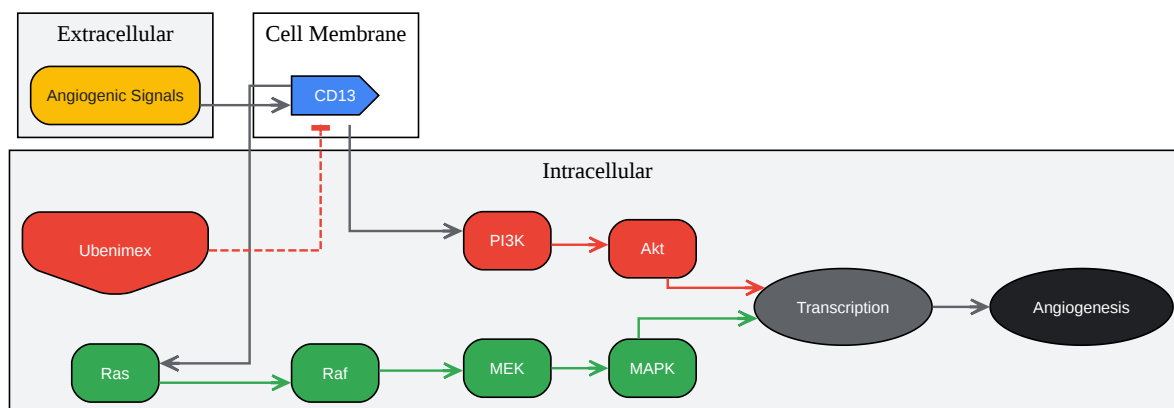 Extracellular
Cell Membrane
Angiogenic Signals
CD13
Intracellular
Ubenimex
PI3K
Akt
Transcription
Angiogenesis
Ras
Raf
MEK
MAPK